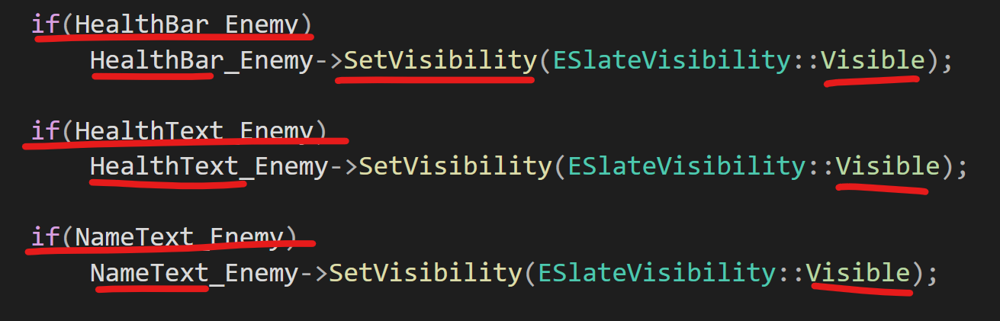 if(HealthBar_Enemy)
HealthBar_Enemy->SetVisibility(ESlateVisibility::Visible);
if(HealthText_Enemy)
HealthText_Enemy->SetVisibility(ESlateVisibility::Visible);
if(NameText_Enemy)
NameText_Enemy->SetVisibility(ESlateVisibility::Visible);